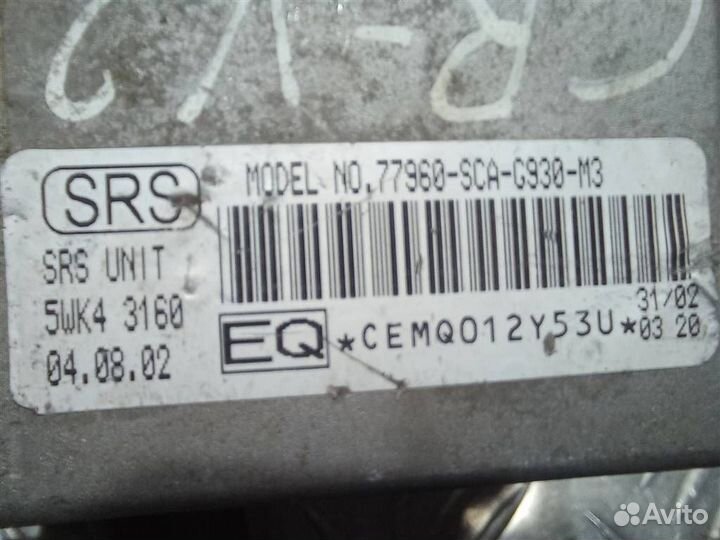 CR-V2
SRS
MODEL NO.77960-SCA-G930-M3
SRS UNIT
5WK4 3160
04.08.02
EQ
*CEMQ012Y53U*
31/02
03 20
Avito